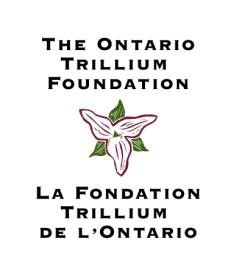 The Ontario
Trillium
Foundation
La Fondation
Trillium
de l'Ontario